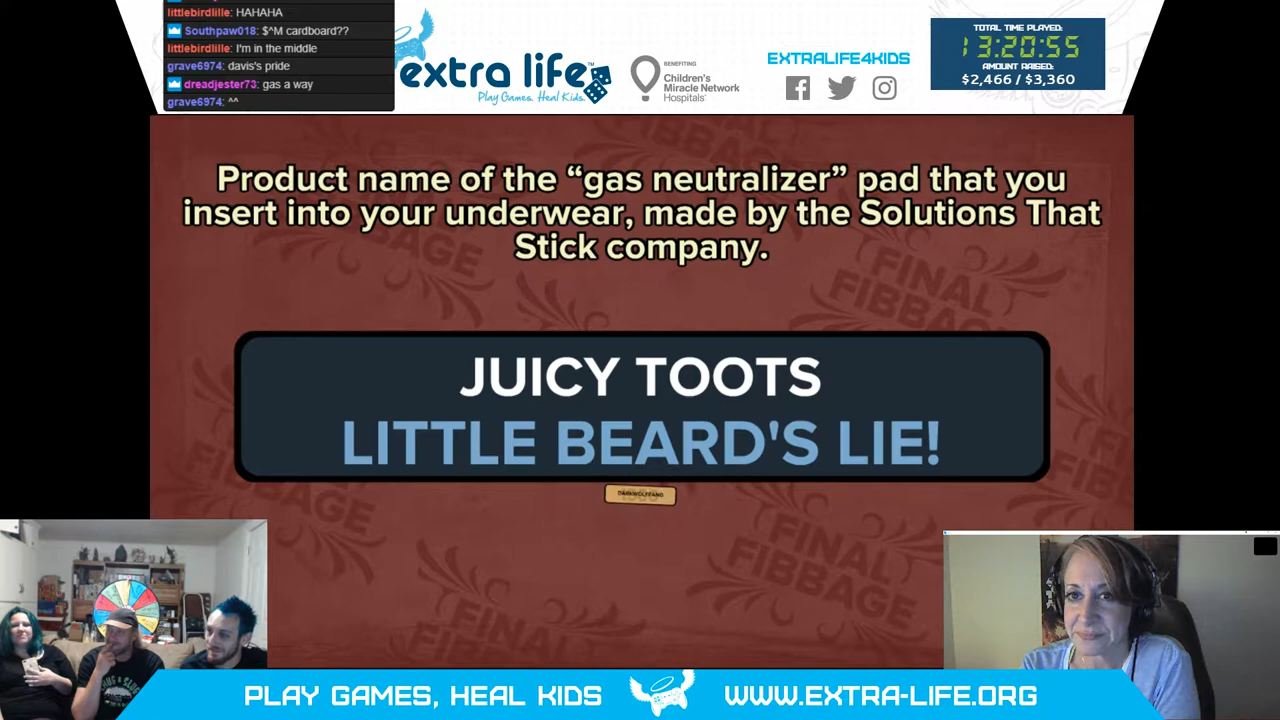 littlebirdlille: HAHAHA
Southpaw018: $^M cardboard??
littlebirdlille: I'm in the middle
grave6974: davis's pride
dreadjester73: gas a way
grave6974: ^^
extra life
Play Games. Heal Kids.
BENEFITING
Children's
Miracle Network
Hospitals
EXTRALIFE4KIDS
TOTAL TIME PLAYED:
13:20:55
AMOUNT RAISED:
$2,466 / $3,360
Product name of the “gas neutralizer” pad that you
insert into your underwear, made by the Solutions That
Stick company.
JUICY TOOTS
LITTLE BEARD'S LIE!
DARKWOLFFANG
FINAL
FIBBAGE
PLAY GAMES, HEAL KIDS
WWW.EXTRA-LIFE.ORG